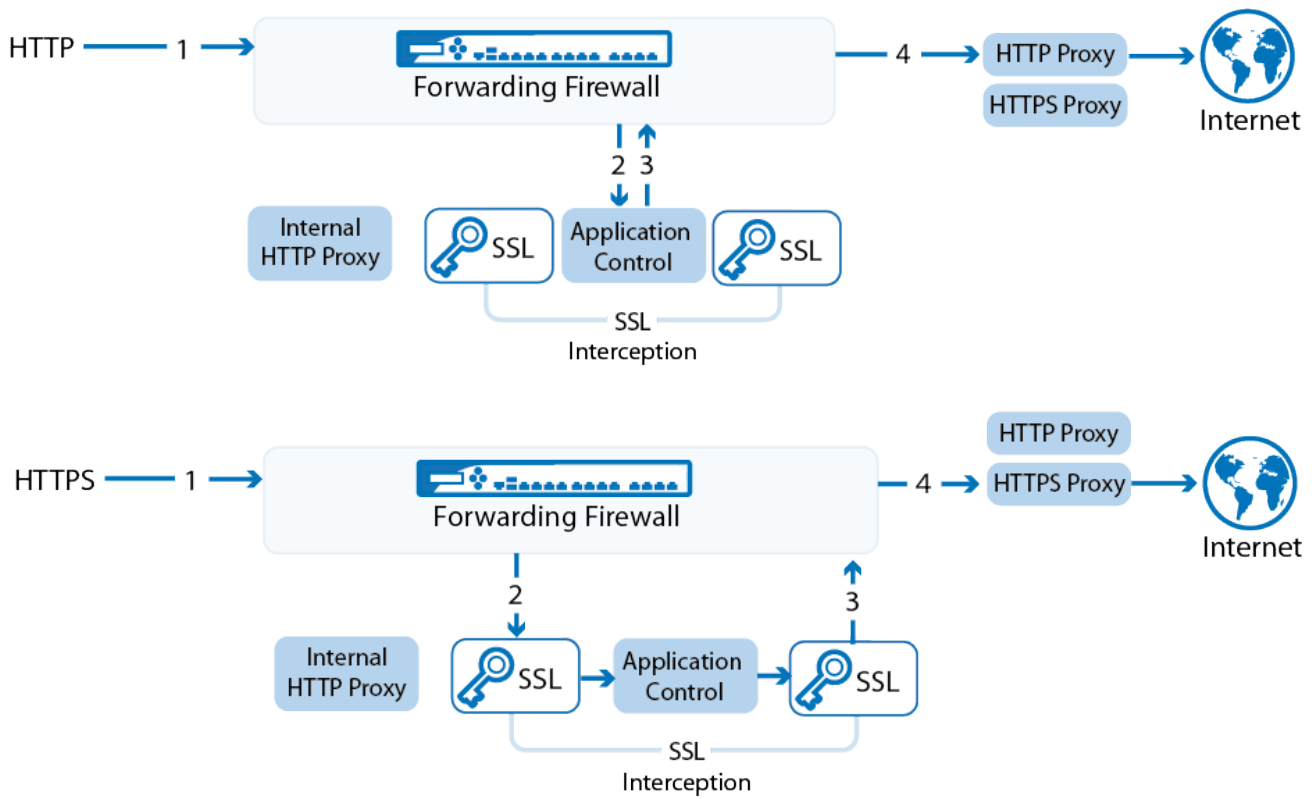 HTTP
1
Forwarding Firewall
4
HTTP Proxy
HTTPS Proxy
Internet
2
3
Internal
HTTP Proxy
SSL
Application
Control
SSL
SSL
Interception
HTTPS
1
Forwarding Firewall
4
HTTP Proxy
HTTPS Proxy
Internet
2
3
Internal
HTTP Proxy
SSL
Application
Control
SSL
SSL
Interception